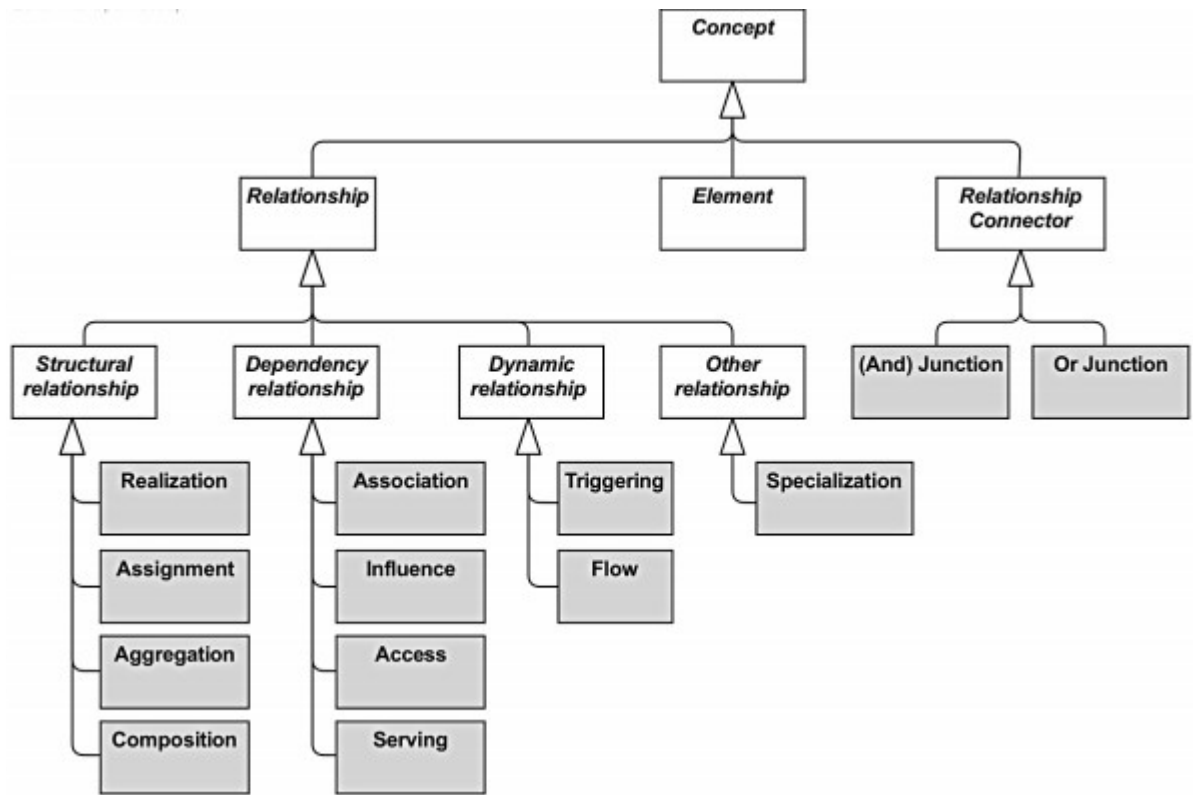 Concept
Relationship
Element
Relationship
Connector
Structural
relationship
Dependency
relationship
Dynamic
relationship
Other
relationship
(And) Junction
Or Junction
Realization
Association
Triggering
Specialization
Assignment
Influence
Flow
Aggregation
Access
Composition
Serving